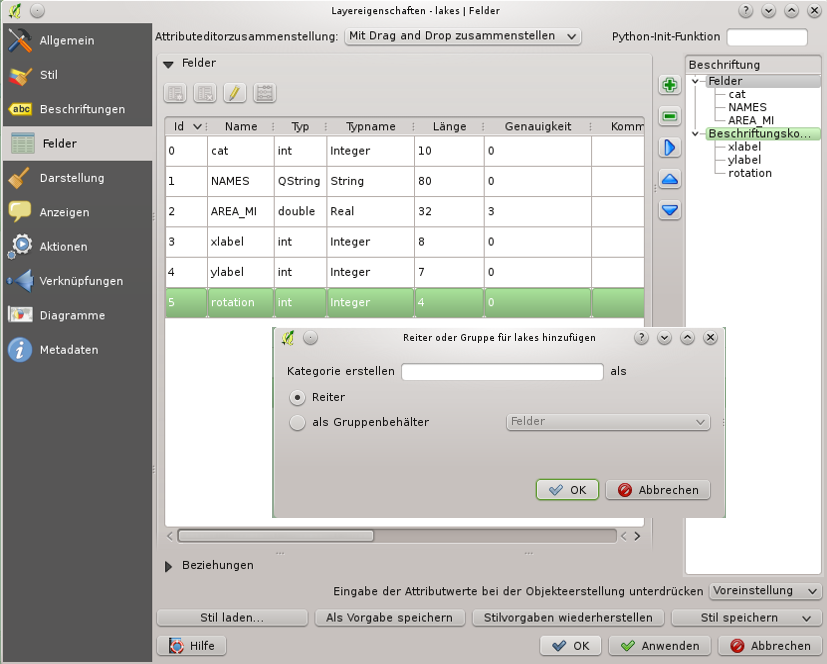 Layereigenschaften - lakes | Felder
Allgemein
Stil
abc Beschriftungen
Felder
Darstellung
Anzeigen
Aktionen
Verknüpfungen
Diagramme
Metadaten
Attributeditorzusammenstellung: Mit Drag and Drop zusammenstellen Python-Init-Funktion
Felder
Id Name Typ Typname Länge Genauigkeit Komm
0 cat int Integer 10 0
1 NAMES QString String 80 0
2 AREA_MI double Real 32 3
3 xlabel int Integer 8 0
4 ylabel int Integer 7 0
5 rotation int Integer 4 0
Beschriftung
Felder
cat
NAMES
AREA_MI
Beschriftungsko...
xlabel
ylabel
rotation
Reiter oder Gruppe für lakes hinzufügen
Kategorie erstellen als
Reiter
als Gruppenbehälter Felder
OK Abbrechen
Beziehungen
Eingabe der Attributwerte bei der Objekteerstellung unterdrücken Voreinstellung
Stil laden... Als Vorgabe speichern Stilvorgaben wiederherstellen Stil speichern
Hilfe OK Anwenden Abbrechen